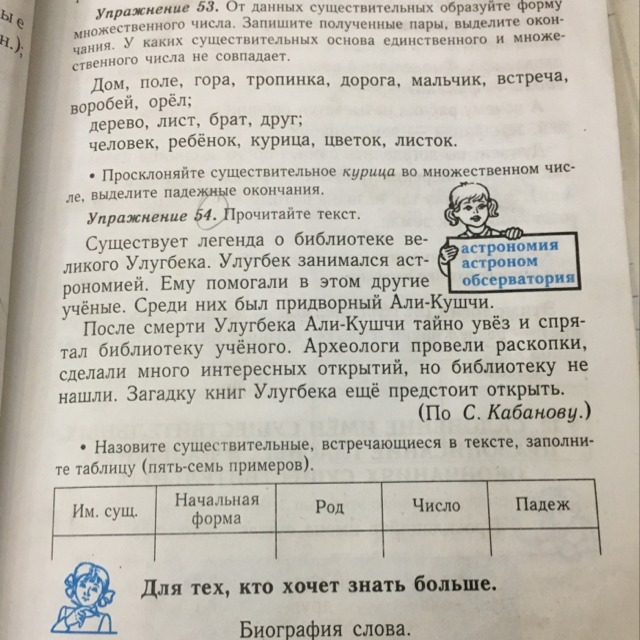 ые
н.);
Упражнение 53. От данных существительных образуйте форму
множественного числа. Запишите полученные пары, выделите окон-
чания. У каких существительных основа единственного и множе-
ственного числа не совпадает.
Дом, поле, гора, тропинка, дорога, мальчик, встреча,
воробей, орёл;
дерево, лист, брат, друг;
человек, ребёнок, курица, цветок, листок.
• Просклоняйте существительное курица во множественном чис-
ле, выделите падежные окончания.
Упражнение 54. Прочитайте текст.
Существует легенда о библиотеке ве-
ликого Улугбека. Улугбек занимался аст-
рономией. Ему помогали в этом другие
учёные. Среди них был придворный Али-Кушчи.
астрономия
астроном
обсерватория
После смерти Улугбека Али-Кушчи тайно увёз и спря-
тал библиотеку учёного. Археологи провели раскопки,
сделали много интересных открытий, но библиотеку не
нашли. Загадку книг Улугбека ещё предстоит открыть.
(По С. Кабанову.)
• Назовите существительные, встречающиеся в тексте, заполни-
те таблицу (пять-семь примеров).
Им. сущ. Начальная форма Род Число Падеж
Для тех, кто хочет знать больше.
Биография слова.